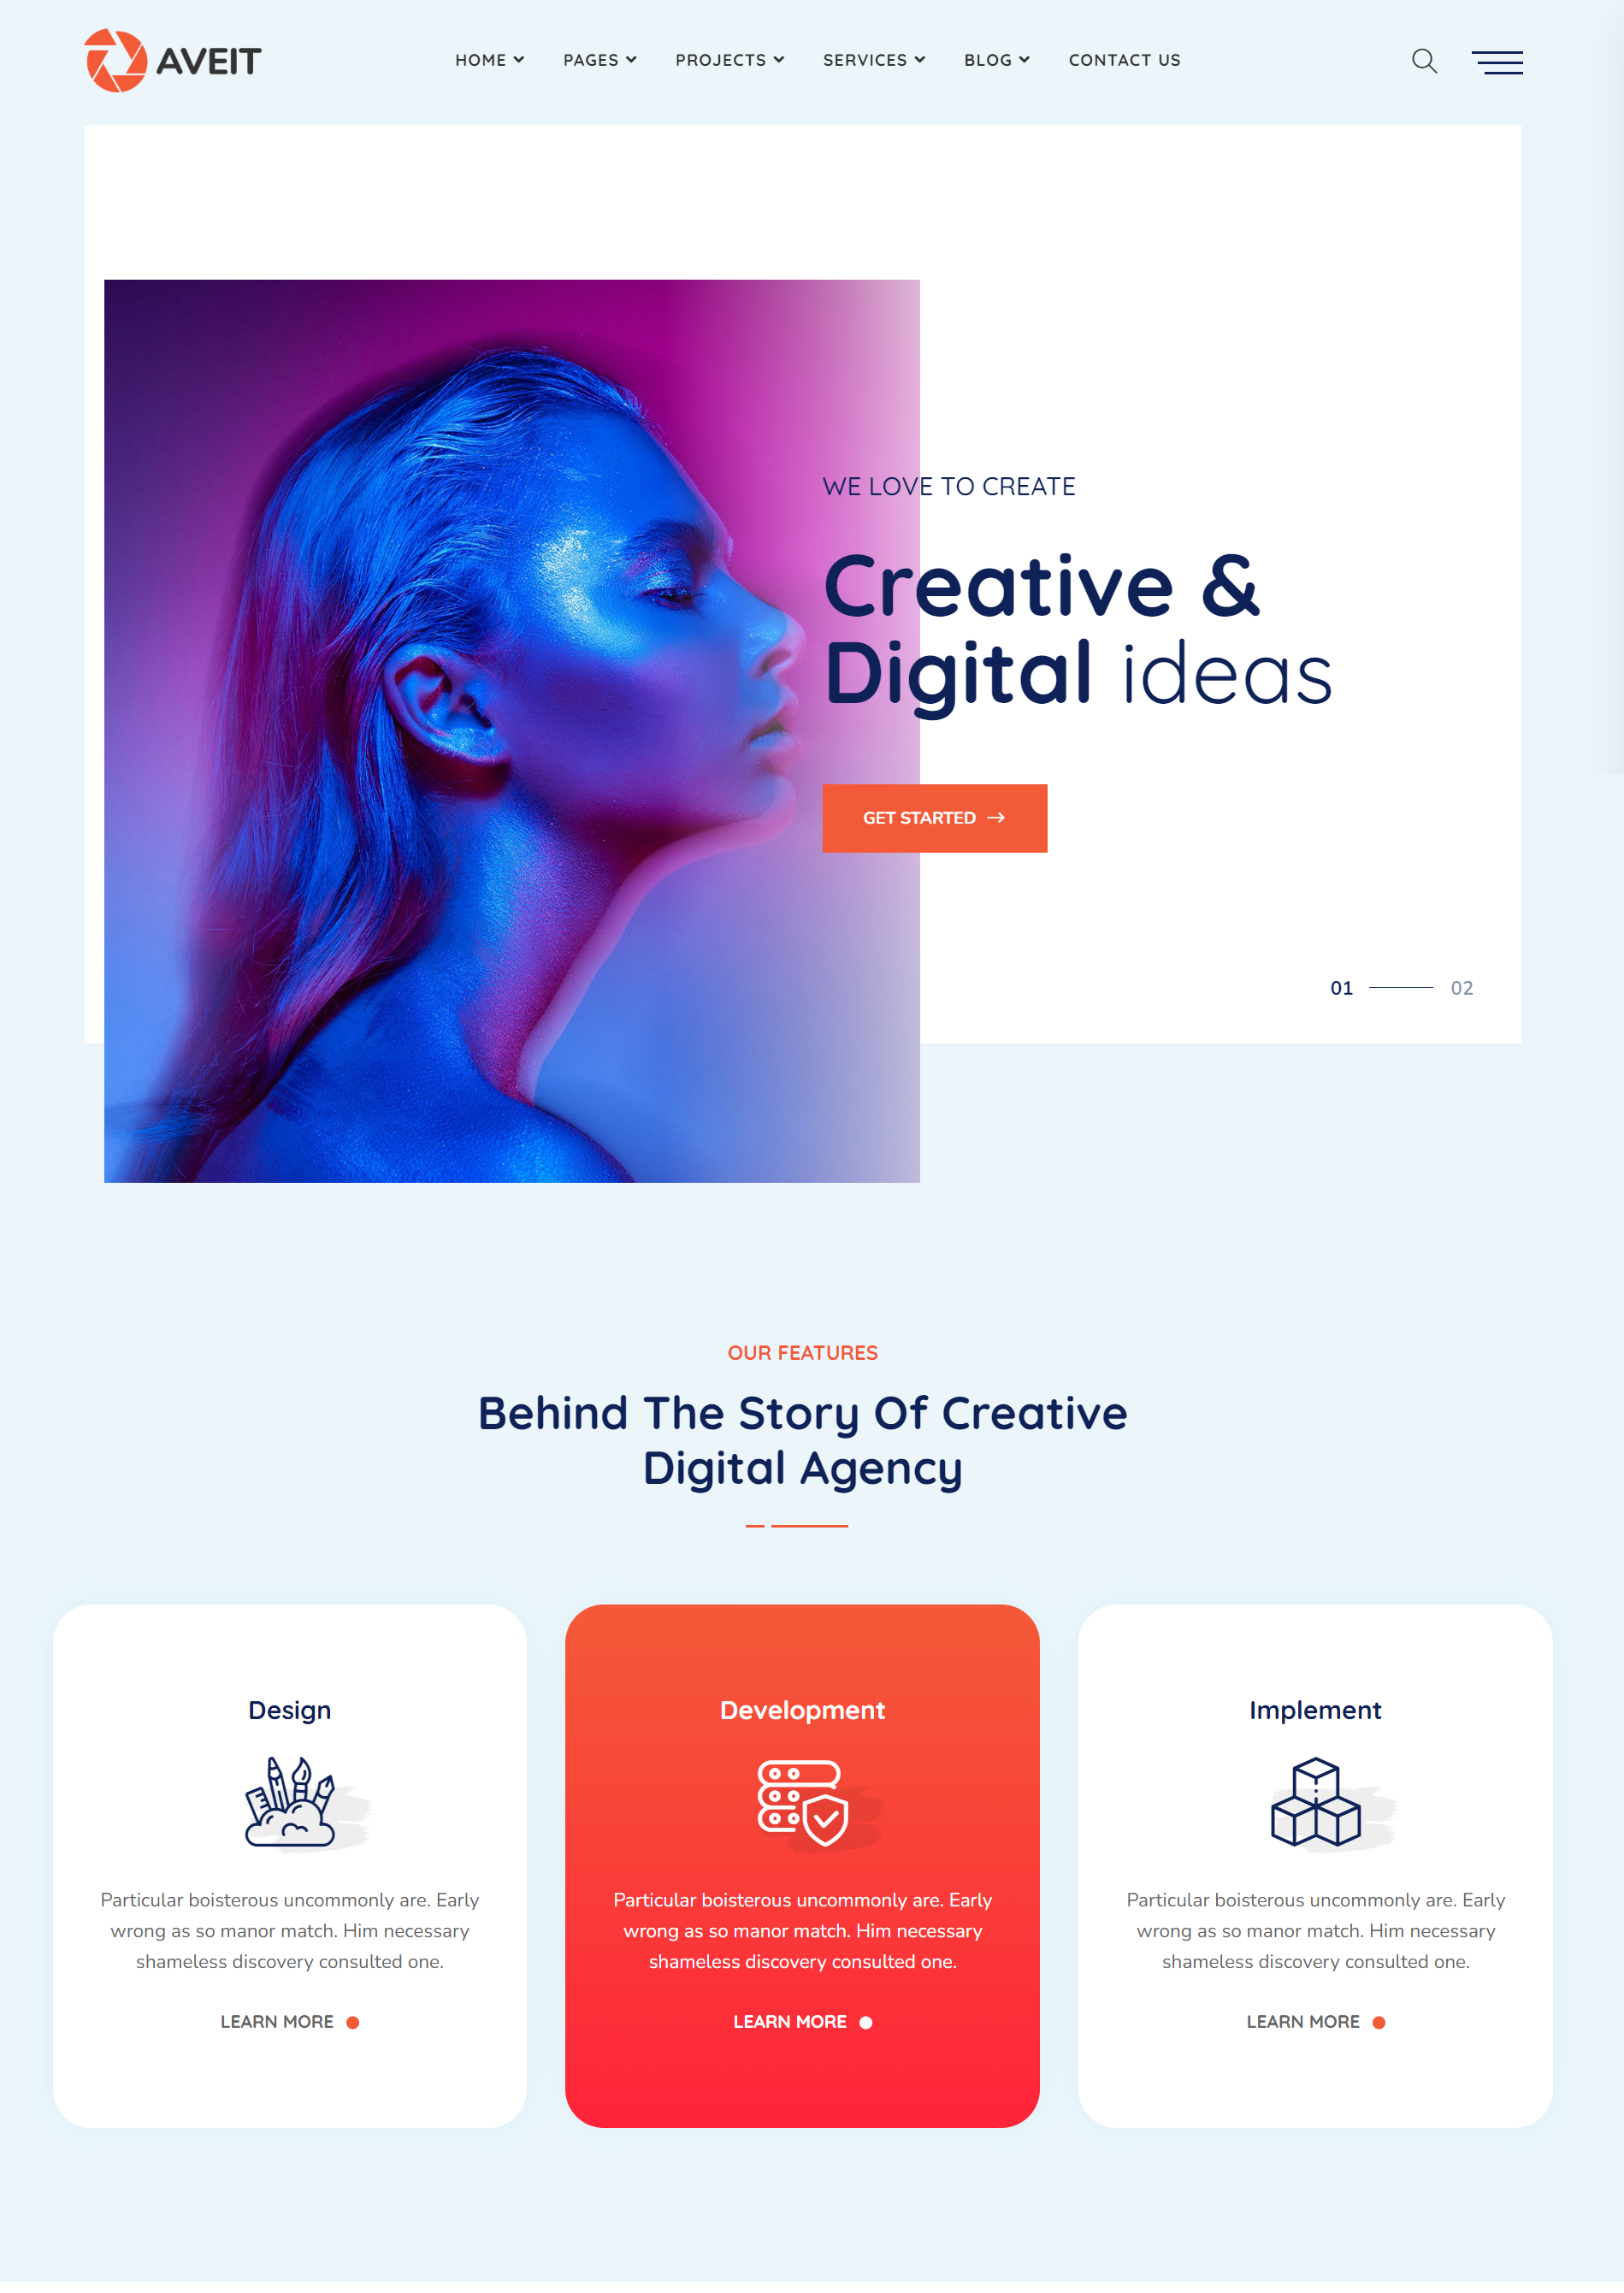 AVEIT
HOME PAGES PROJECTS SERVICES BLOG CONTACT US
WE LOVE TO CREATE
Creative &
Digital ideas
GET STARTED
01 02
OUR FEATURES
Behind The Story Of Creative
Digital Agency
Design
Particular boisterous uncommonly are. Early
wrong as so manor match. Him necessary
shameless discovery consulted one.
LEARN MORE
Development
Particular boisterous uncommonly are. Early
wrong as so manor match. Him necessary
shameless discovery consulted one.
LEARN MORE
Implement
Particular boisterous uncommonly are. Early
wrong as so manor match. Him necessary
shameless discovery consulted one.
LEARN MORE